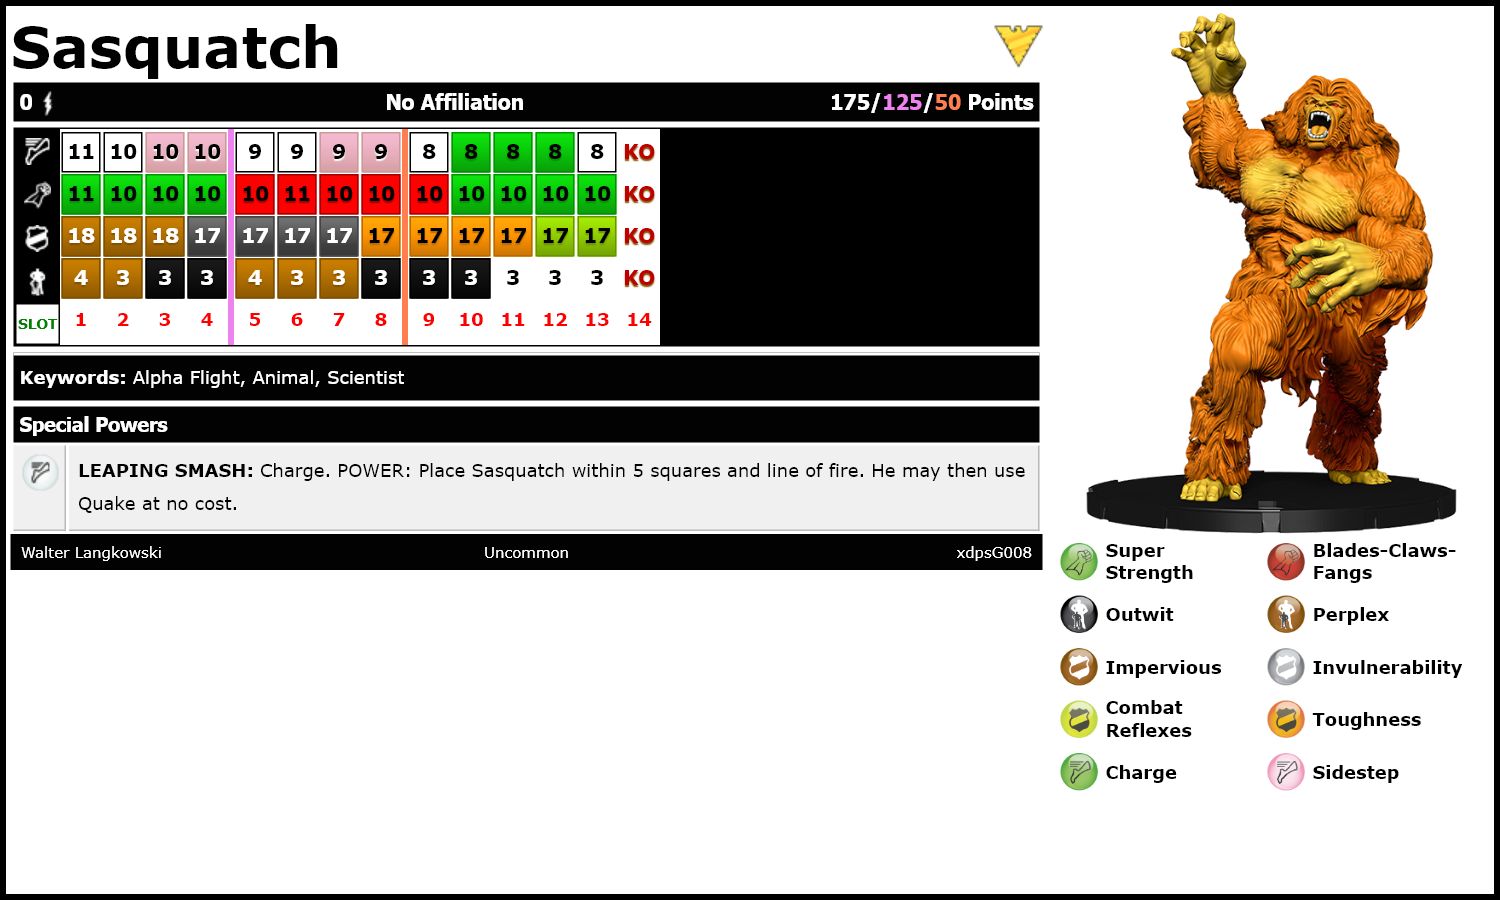 Sasquatch
0 No Affiliation 175/125/50 Points
11 10 10 10 9 9 9 9 8 8 8 8 8 KO
11 10 10 10 10 11 10 10 10 10 10 10 10 KO
18 18 18 17 17 17 17 17 17 17 17 17 17 KO
4 3 3 3 4 3 3 3 3 3 3 3 3 KO
SLOT 1 2 3 4 5 6 7 8 9 10 11 12 13 14
Keywords: Alpha Flight, Animal, Scientist
Special Powers
LEAPING SMASH: Charge. POWER: Place Sasquatch within 5 squares and line of fire. He may then use
Quake at no cost.
Walter Langkowski Uncommon xdpsG008
Super
Strength
Blades-Claws-
Fangs
Outwit
Perplex
Impervious
Invulnerability
Combat
Reflexes
Toughness
Charge
Sidestep